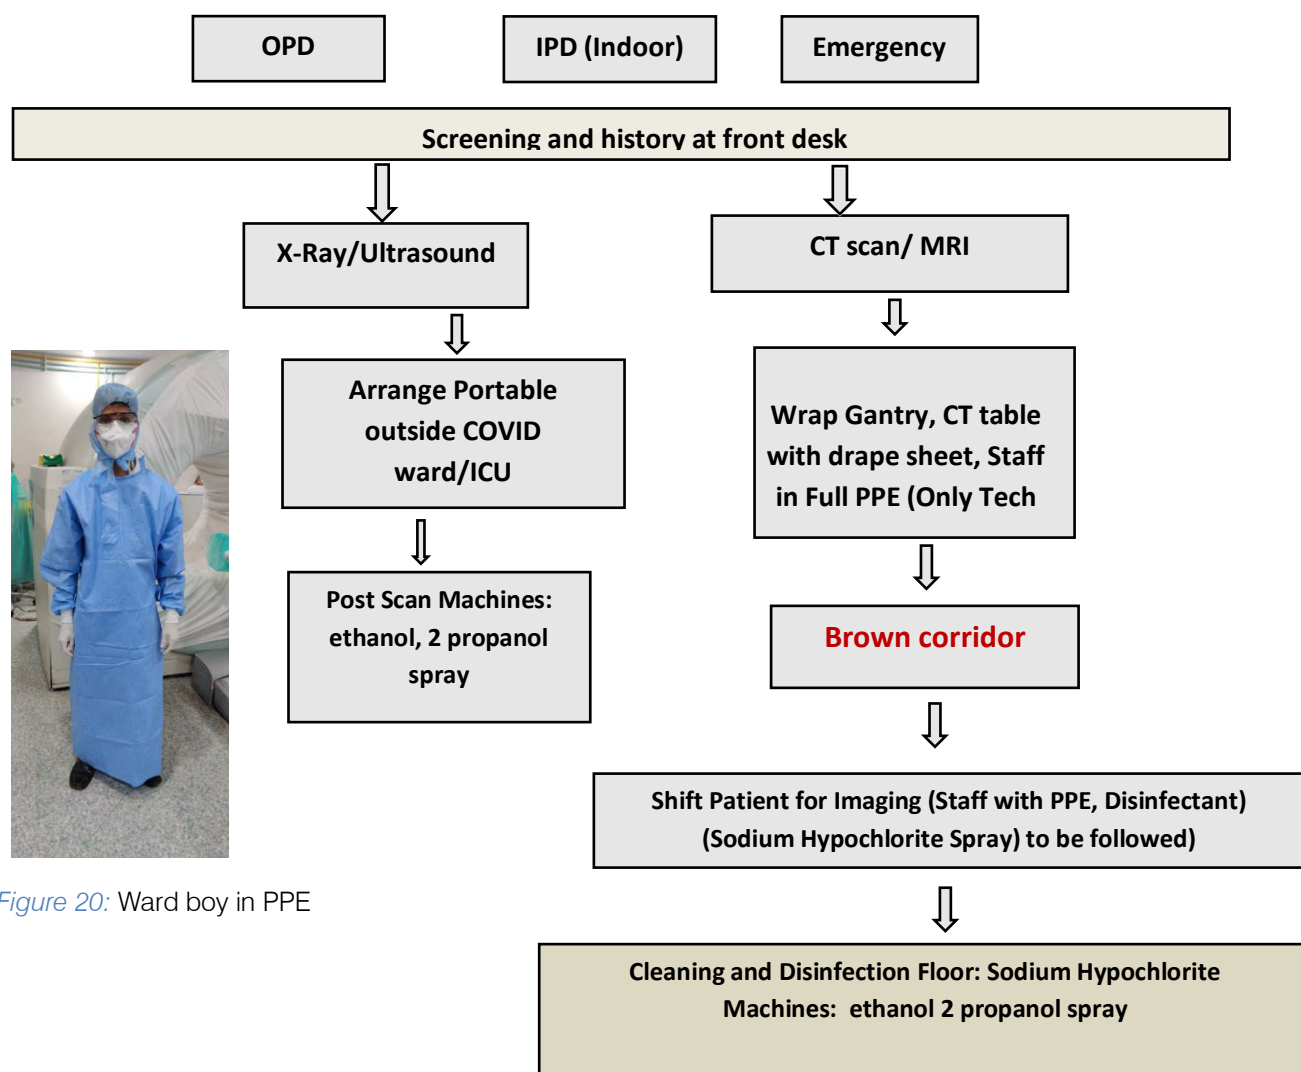 OPD
IPD (Indoor)
Emergency
Screening and history at front desk
X-Ray/Ultrasound
CT scan/ MRI
Arrange Portable
outside COVID
ward/ICU
Wrap Gantry, CT table
with drape sheet, Staff
in Full PPE (Only Tech
Post Scan Machines:
ethanol, 2 propanol
spray
Brown corridor
Shift Patient for Imaging (Staff with PPE, Disinfectant)
(Sodium Hypochlorite Spray) to be followed)
Figure 20: Ward boy in PPE
Cleaning and Disinfection Floor: Sodium Hypochlorite
Machines:  ethanol 2 propanol spray